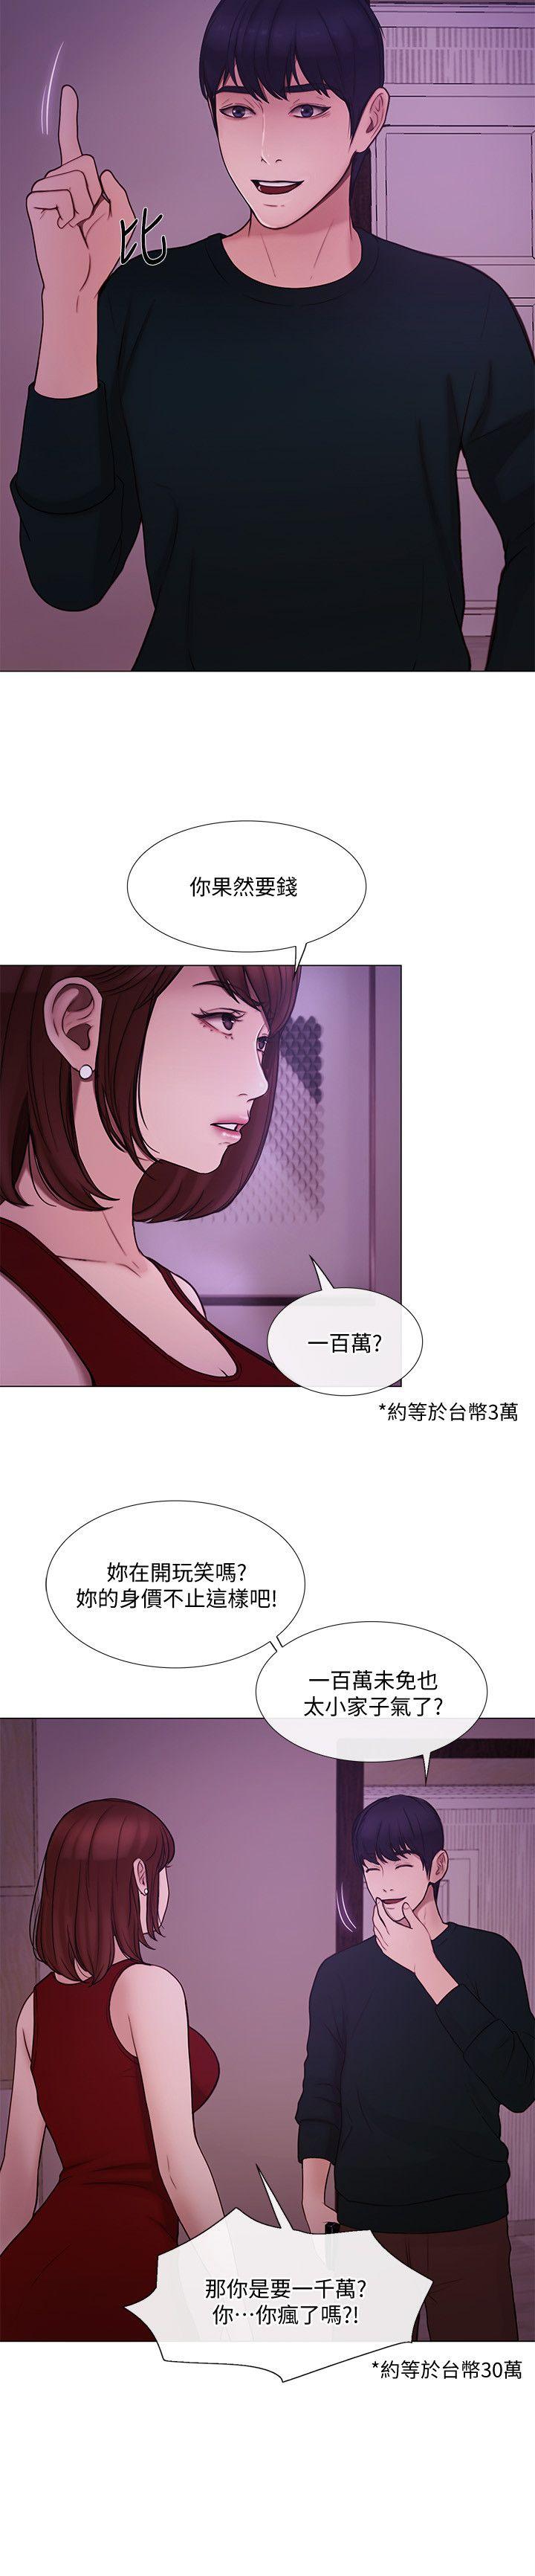 比
你果然要錢
一百萬?
*約等於台幣3萬
妳在開玩笑嗎?
妳的身價不止這樣吧!
一百萬未免也
太小家子氣了?
那你是要一千萬?
你…你瘋了嗎?!
*約等於台幣30萬